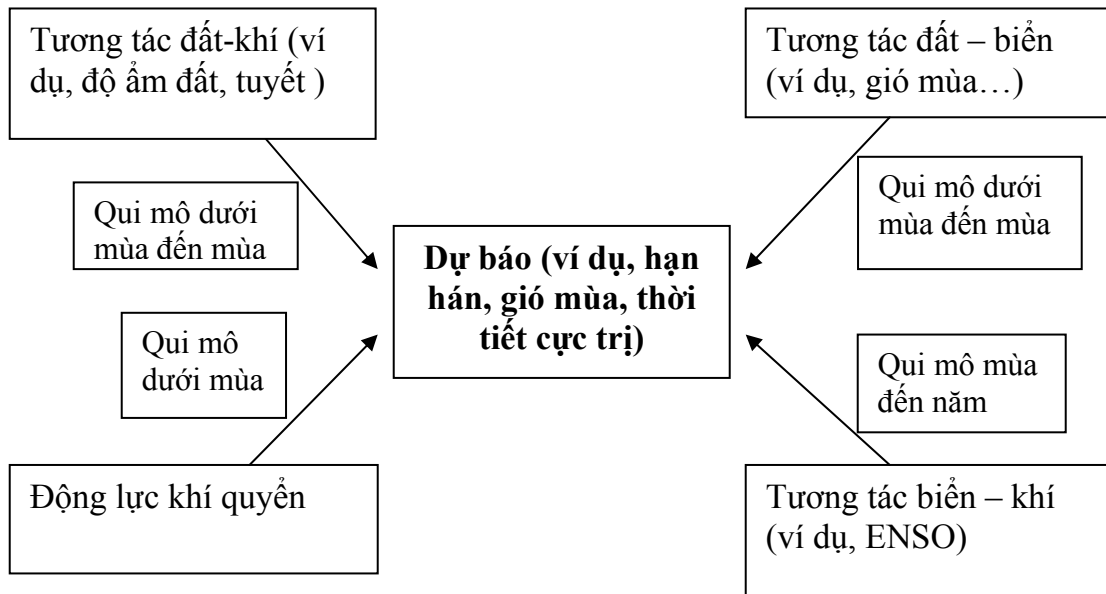 Tương tác đất-khí (ví
dụ, độ ẩm đất, tuyết )
Tương tác đất – biển
(ví dụ, gió mùa…)
Qui mô dưới
mùa đến mùa
Qui mô dưới
mùa đến mùa
Dự báo (ví dụ, hạn
hán, gió mùa, thời
tiết cực trị)
Qui mô
dưới mùa
Qui mô mùa
đến năm
Động lực khí quyển
Tương tác biển – khí
(ví dụ, ENSO)